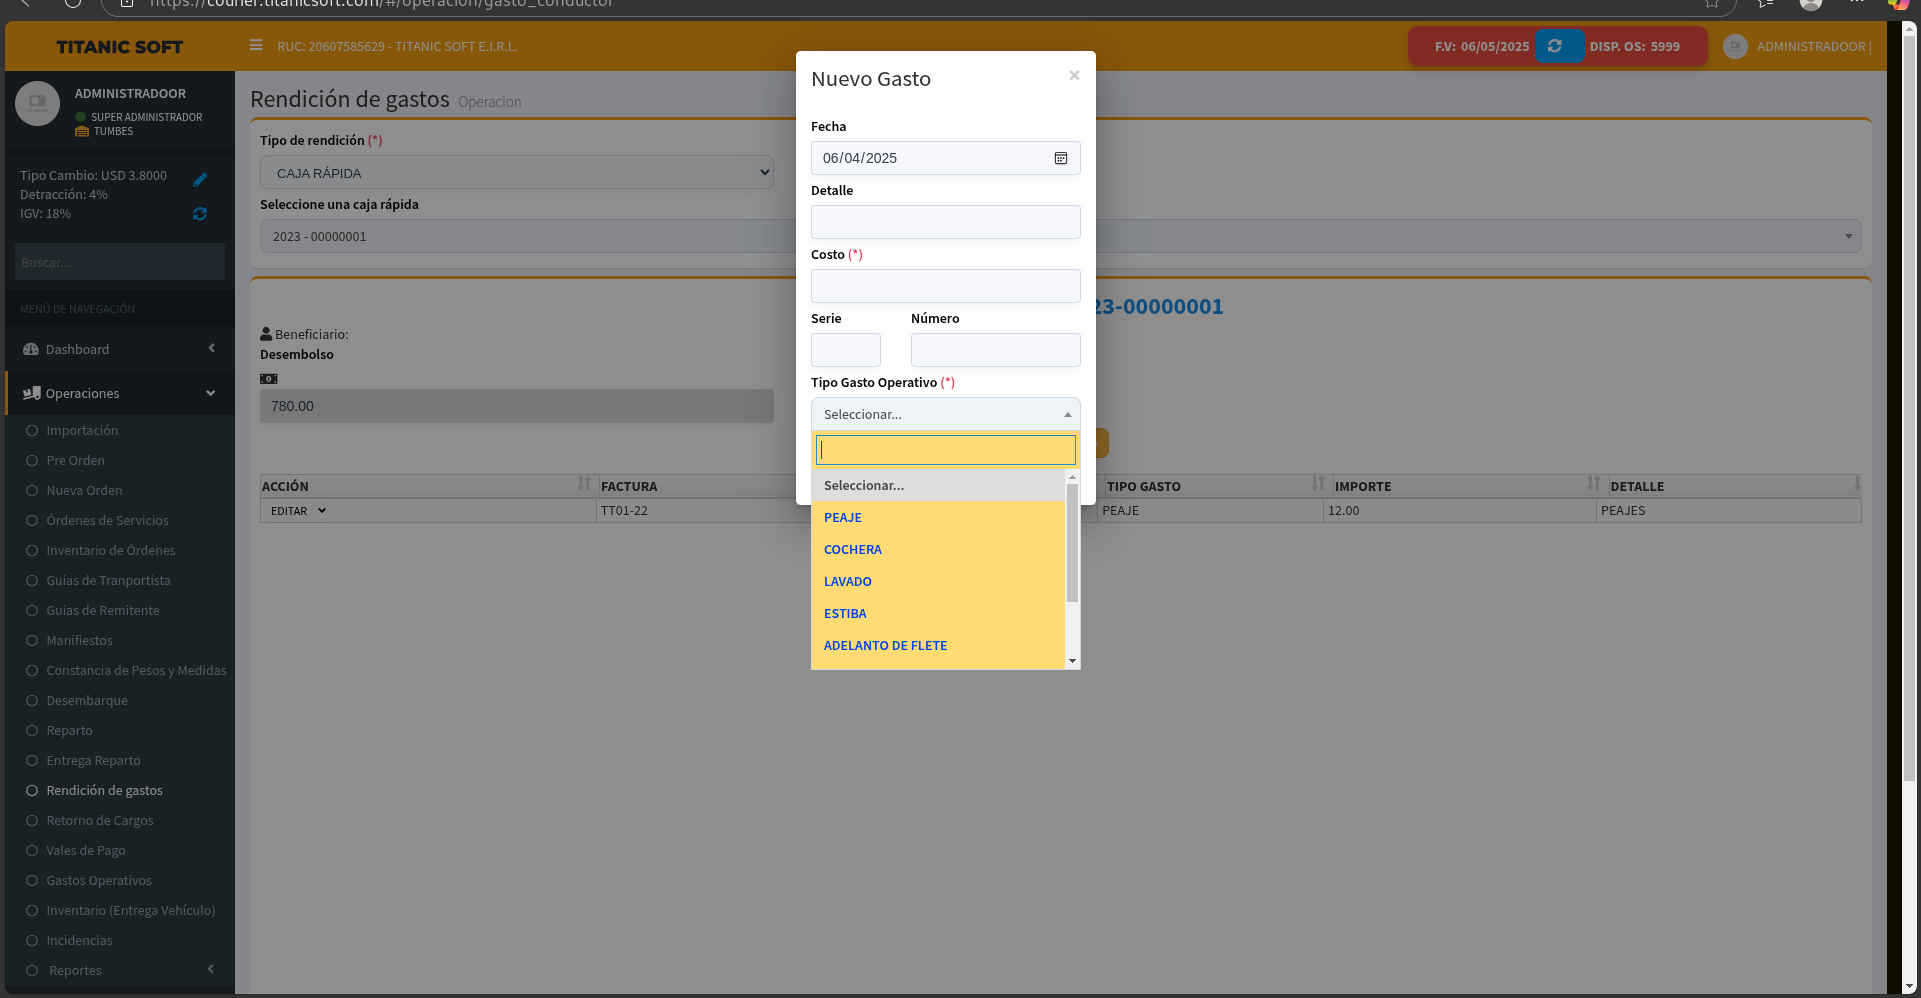 https://courier.titanicsoft.com/#/operacion/gasto_conductor
TITANIC SOFT
RUC: 20607585629 - TITANIC SOFT E.I.R.L.
F.V: 06/05/2025
DISP. OS: 5999
ADMINISTRADOOR |
ADMINISTRADOOR
SUPER ADMINISTRADOR
TUMBES
Tipo Cambio: USD 3.8000
Detracción: 4%
IGV: 18%
Buscar...
MENÚ DE NAVEGACIÓN
Dashboard
Operaciones
Importación
Pre Orden
Nueva Orden
Órdenes de Servicios
Inventario de Órdenes
Guias de Tranportista
Guias de Remitente
Manifiestos
Constancia de Pesos y Medidas
Desembarque
Reparto
Entrega Reparto
Rendición de gastos
Retorno de Cargos
Vales de Pago
Gastos Operativos
Inventario (Entrega Vehículo)
Incidencias
Reportes
Rendición de gastos Operacion
Tipo de rendición (*)
CAJA RÁPIDA
Seleccione una caja rápida
2023 - 00000001
23-00000001
Beneficiario:
Desembolso
780.00
ACCIÓN FACTURA TIPO GASTO IMPORTE DETALLE
EDITAR TT01-22 PEAJE 12.00 PEAJES
Nuevo Gasto
×
Fecha
06/04/2025
Detalle
Costo (*)
Serie Número
Tipo Gasto Operativo (*)
Seleccionar...
Seleccionar...
PEAJE
COCHERA
LAVADO
ESTIBA
ADELANTO DE FLETE